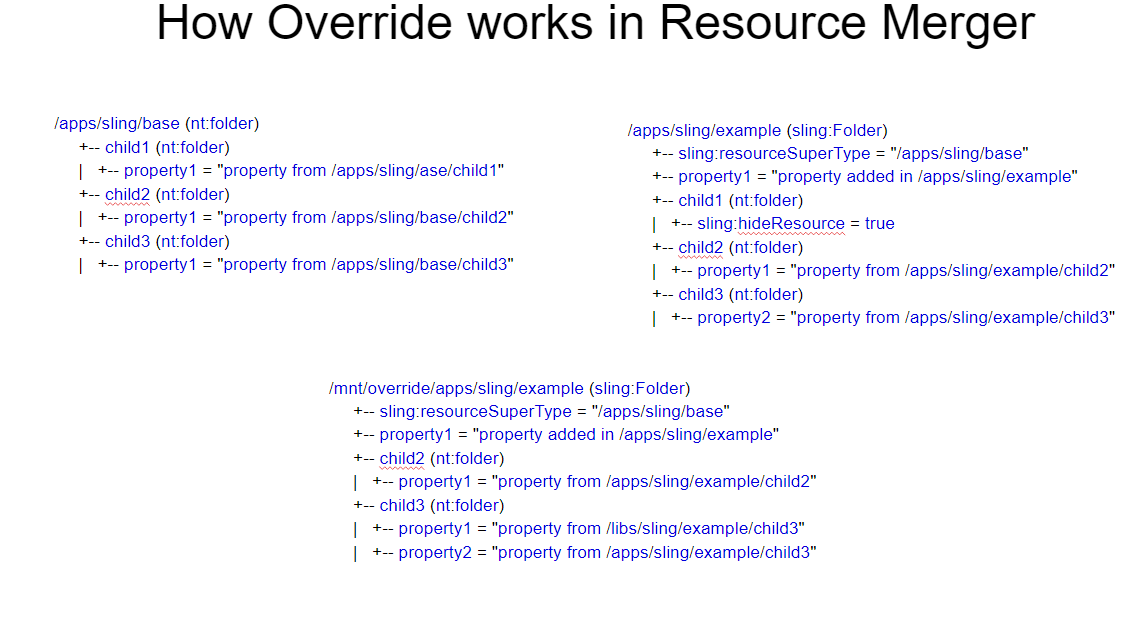 How Override works in Resource Merger
/apps/sling/base (nt:folder)
+-- child1 (nt:folder)
| +-- property1 = "property from /apps/sling/ase/child1"
+-- child2 (nt:folder)
| +-- property1 = "property from /apps/sling/base/child2"
+-- child3 (nt:folder)
| +-- property1 = "property from /apps/sling/base/child3"
/apps/sling/example (sling:Folder)
+-- sling:resourceSuperType = "/apps/sling/base"
+-- property1 = "property added in /apps/sling/example"
+-- child1 (nt:folder)
| +-- sling:hideResource = true
+-- child2 (nt:folder)
| +-- property1 = "property from /apps/sling/example/child2"
+-- child3 (nt:folder)
| +-- property2 = "property from /apps/sling/example/child3"
/mnt/override/apps/sling/example (sling:Folder)
+-- sling:resourceSuperType = "/apps/sling/base"
+-- property1 = "property added in /apps/sling/example"
+-- child2 (nt:folder)
| +-- property1 = "property from /apps/sling/example/child2"
+-- child3 (nt:folder)
| +-- property1 = "property from /libs/sling/example/child3"
| +-- property2 = "property from /apps/sling/example/child3"